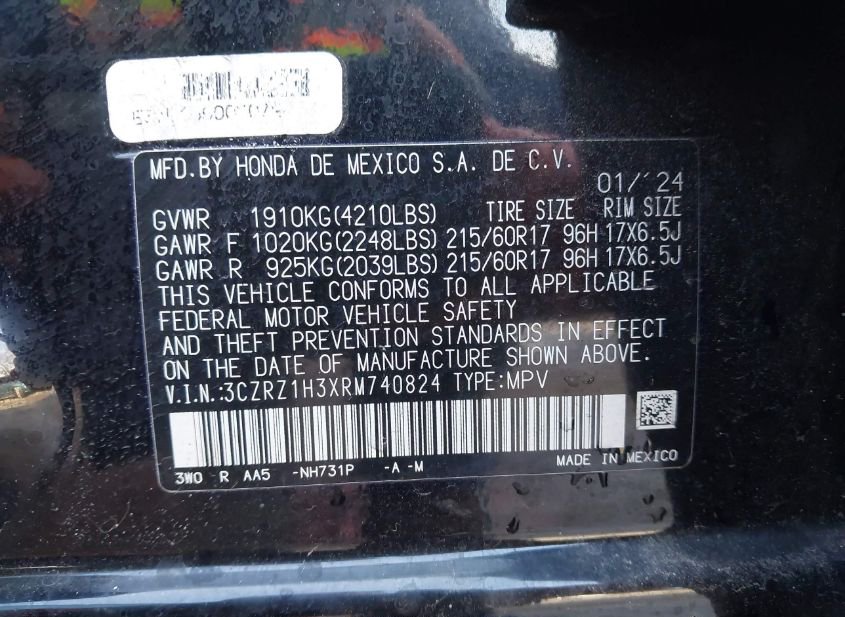 MFD.BY HONDA DE MEXICO S.A. DE C.V.
01/'24
GVWR 1910KG(4210LBS) TIRE SIZE RIM SIZE
GAWR F 1020KG(2248LBS) 215/60R17 96H 17X6.5J
GAWR R 925KG(2039LBS) 215/60R17 96H 17X6.5J
THIS VEHICLE CONFORMS TO ALL APPLICABLE
FEDERAL MOTOR VEHICLE SAFETY
AND THEFT PREVENTION STANDARDS IN EFFECT
ON THE DATE OF MANUFACTURE SHOWN ABOVE.
V.I.N.:3CZRZ1H3XRM740824 TYPE:MPV
3W0 R AA5 -NH731P -A -M MADE IN MEXICO